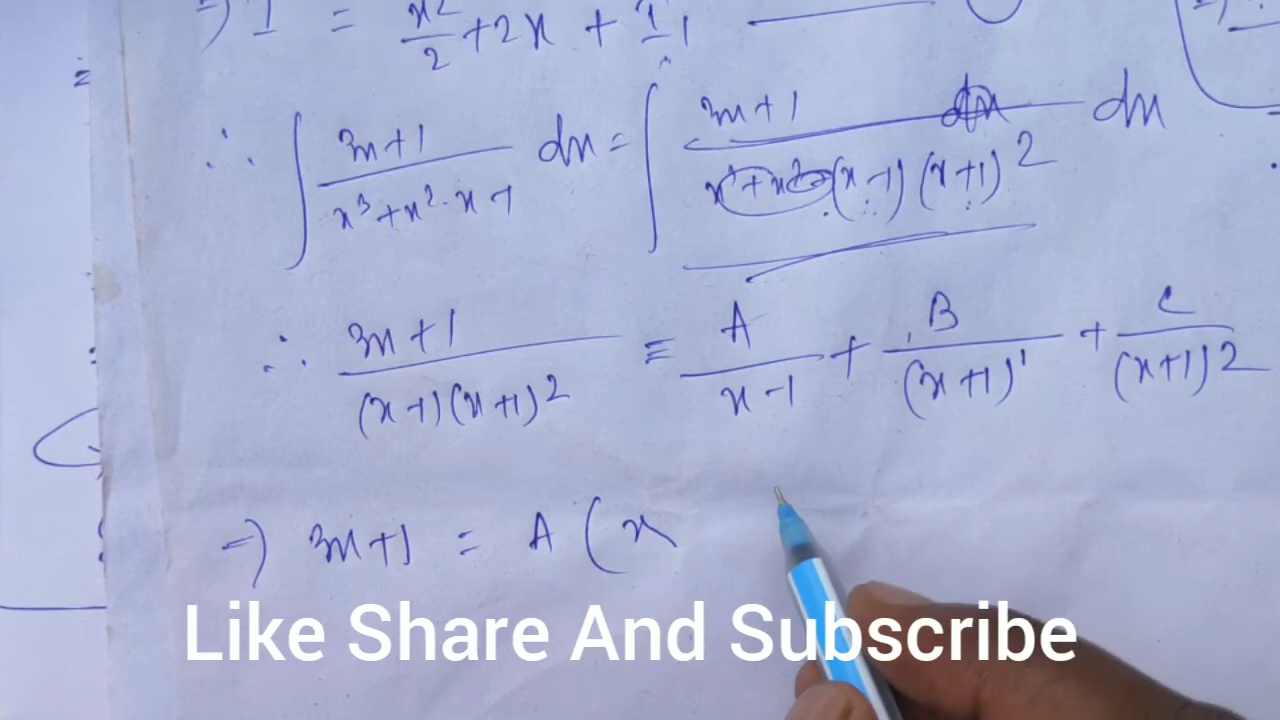 ⇒ I = x²/2 + 2x +
∴ ∫ 3x+1 / x³+x²-x-1 dx = ∫ 3x+1 / (x-1)(x+1)² dx
∴ 3x+1 / (x-1)(x+1)² ≡ A / x-1 + B / (x+1)¹ + C / (x+1)²
⇒ 3x+1 = A (x
Like Share And Subscribe